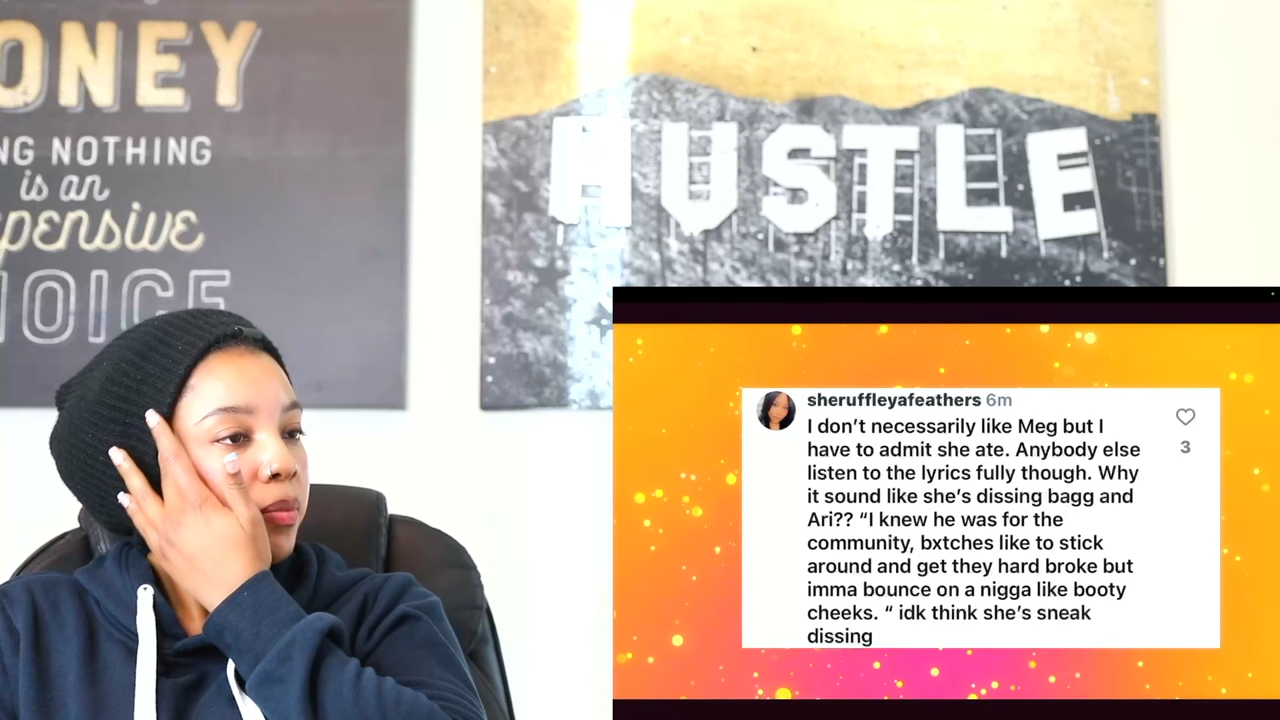 ONEY
NG NOTHING
is an
pensive
HOICE
HUSTLE
sheruffleyafeathers 6m
I don’t necessarily like Meg but I
have to admit she ate. Anybody else
listen to the lyrics fully though. Why
it sound like she’s dissing bagg and
Ari?? “I knew he was for the
community, bxtches like to stick
around and get they hard broke but
imma bounce on a nigga like booty
cheeks. “ idk think she’s sneak
dissing
3